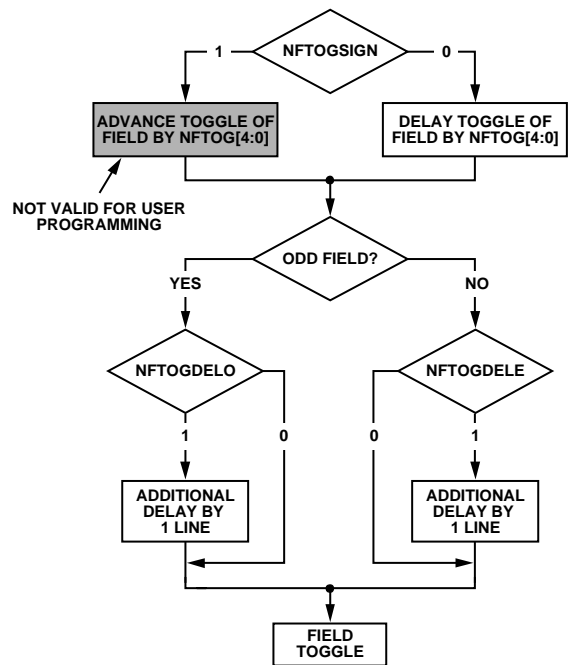 NFTOGSIGN
1
0
ADVANCE TOGGLE OF
FIELD BY NFTOG[4:0]
DELAY TOGGLE OF
FIELD BY NFTOG[4:0]
NOT VALID FOR USER
PROGRAMMING
ODD FIELD?
YES
NO
NFTOGDELO
NFTOGDELE
1
0
0
1
ADDITIONAL
DELAY BY
1 LINE
ADDITIONAL
DELAY BY
1 LINE
FIELD
TOGGLE